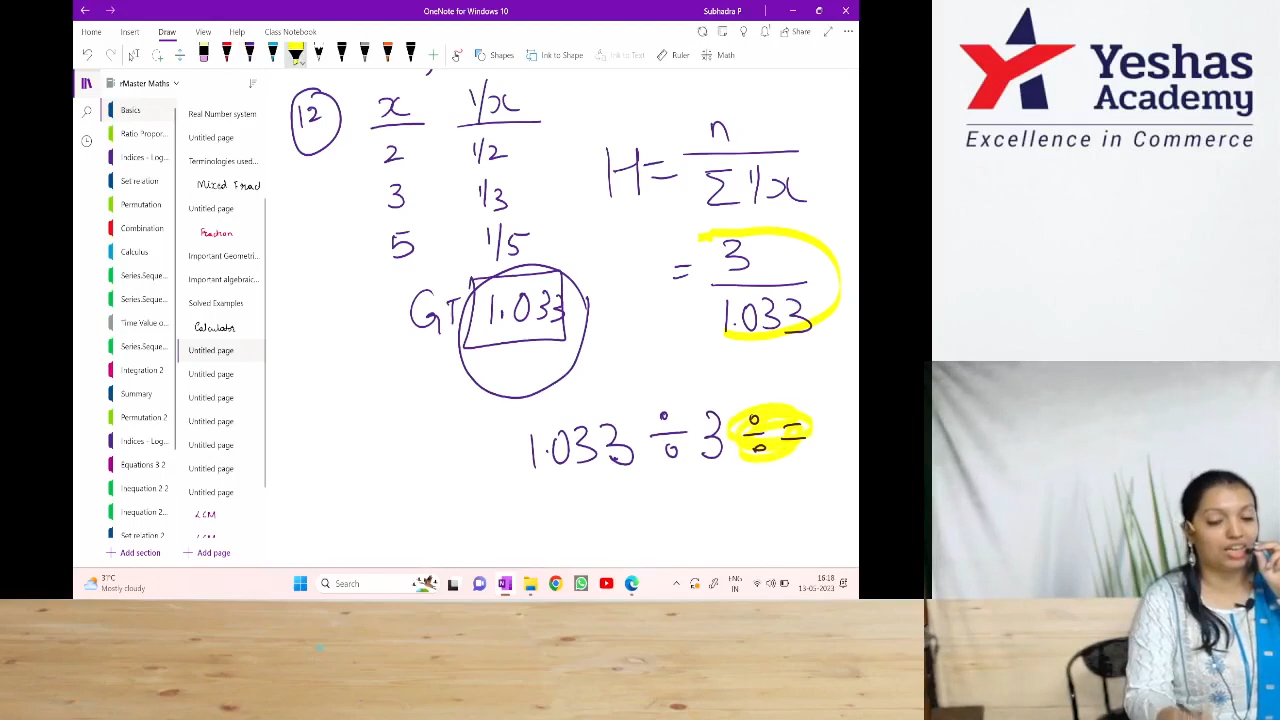 OneNote for Windows 10
Subhadra P
Home Insert Draw View Help Class Notebook
Share
Shapes Ink to Shape Ink to Text Ruler Math
rMaster Maths
Basics
Ratio Propor...
Indices - Log...
Set relation
Permutation
Combination
Calculus
Series.Seque...
Series.Seque...
Time Value o...
Series.Seque...
Integration 2
Summary
Permutation 2
Indices - Log...
Equations 3 2
Inequation 2 2
Inequation 2...
Set relation 2
Add section
Real Number system
Untitled page
Terminologies used...
Mixed Frad
Untitled page
Fraction
Important Geometri...
Important algebraic...
Solved Examples
Calculator
Untitled page
Untitled page
Untitled page
Untitled page
Untitled page
Untitled page
Untitled page
LCM
LCM
Add page
12
x 1/x
2 1/2
3 1/3
5 1/5
GT 1.033
H = n / Σ 1/x
= 3 / 1.033
1.033 ÷ 3 ÷ =
31°C
Mostly cloudy
Search
ENG
IN
16:18
13-05-2023
Yeshas
Academy
Excellence in Commerce